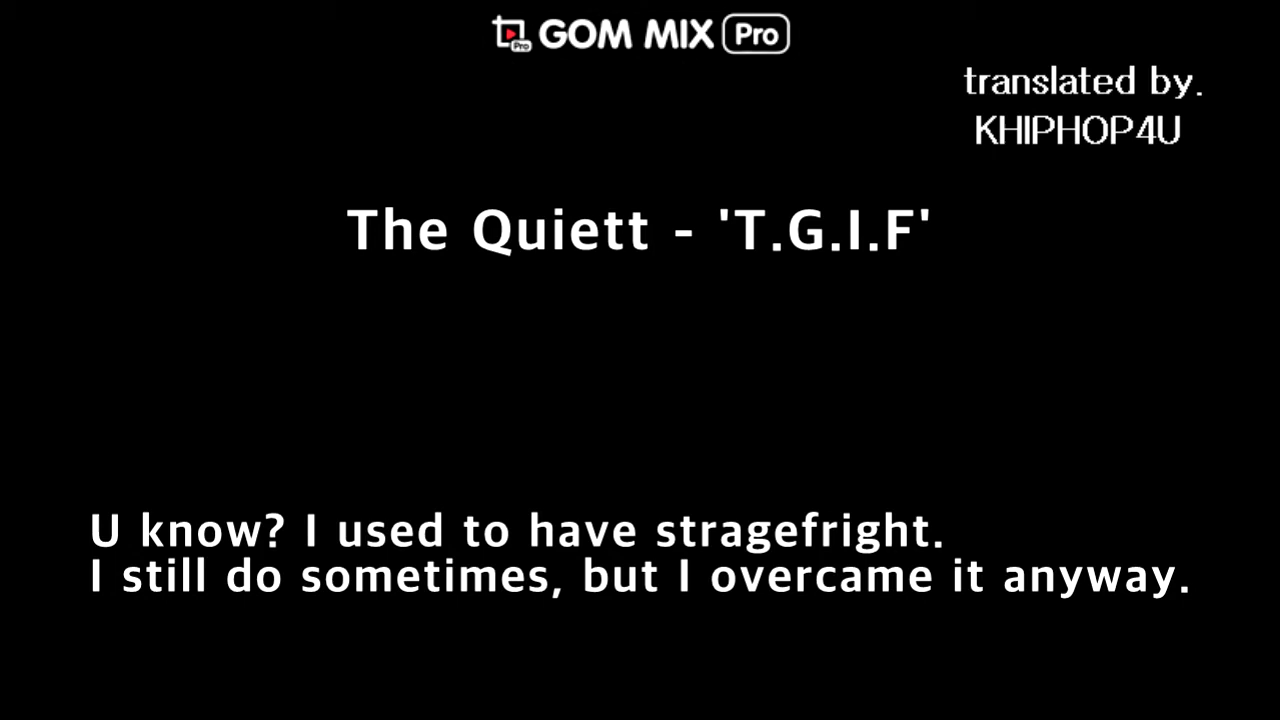 Pro GOM MIX Pro
translated by.
KHIPHOP4U
The Quiett - 'T.G.I.F'
U know? I used to have stragefright.
I still do sometimes, but I overcame it anyway.